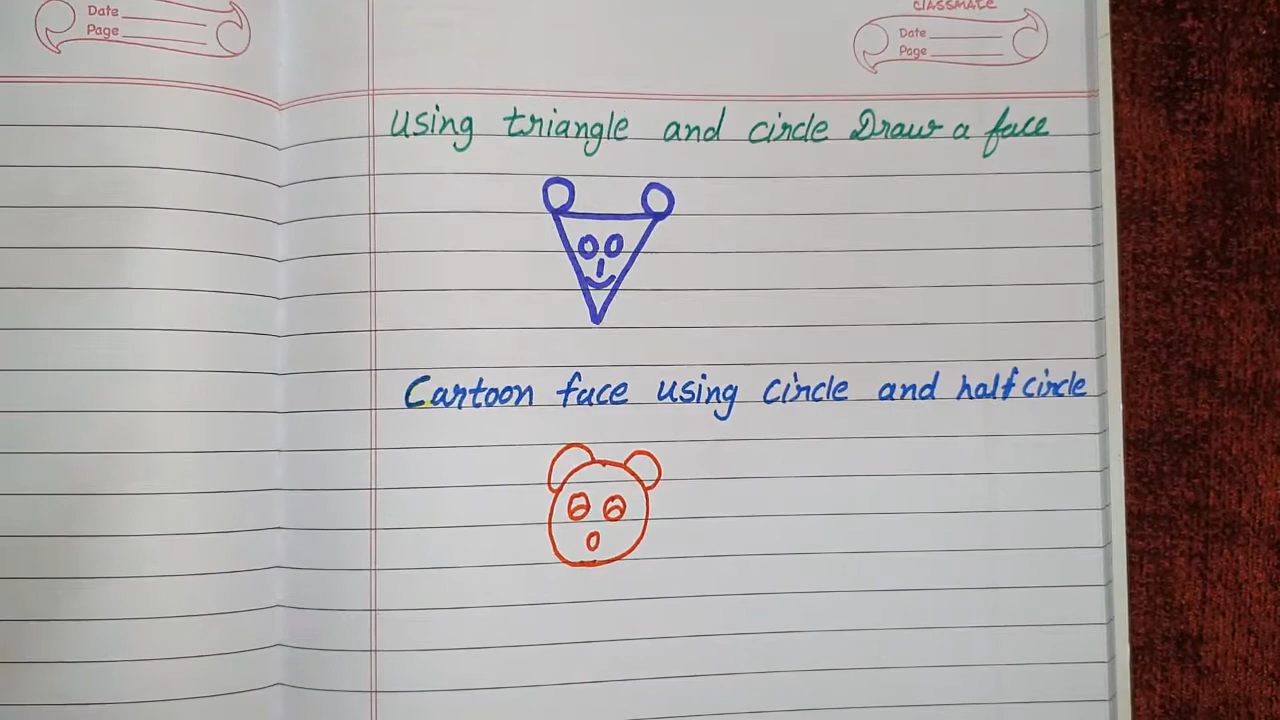 Date
Page
CLASSMATE
Date
Page
using triangle and circle Draw a face
Cartoon face using circle and half circle